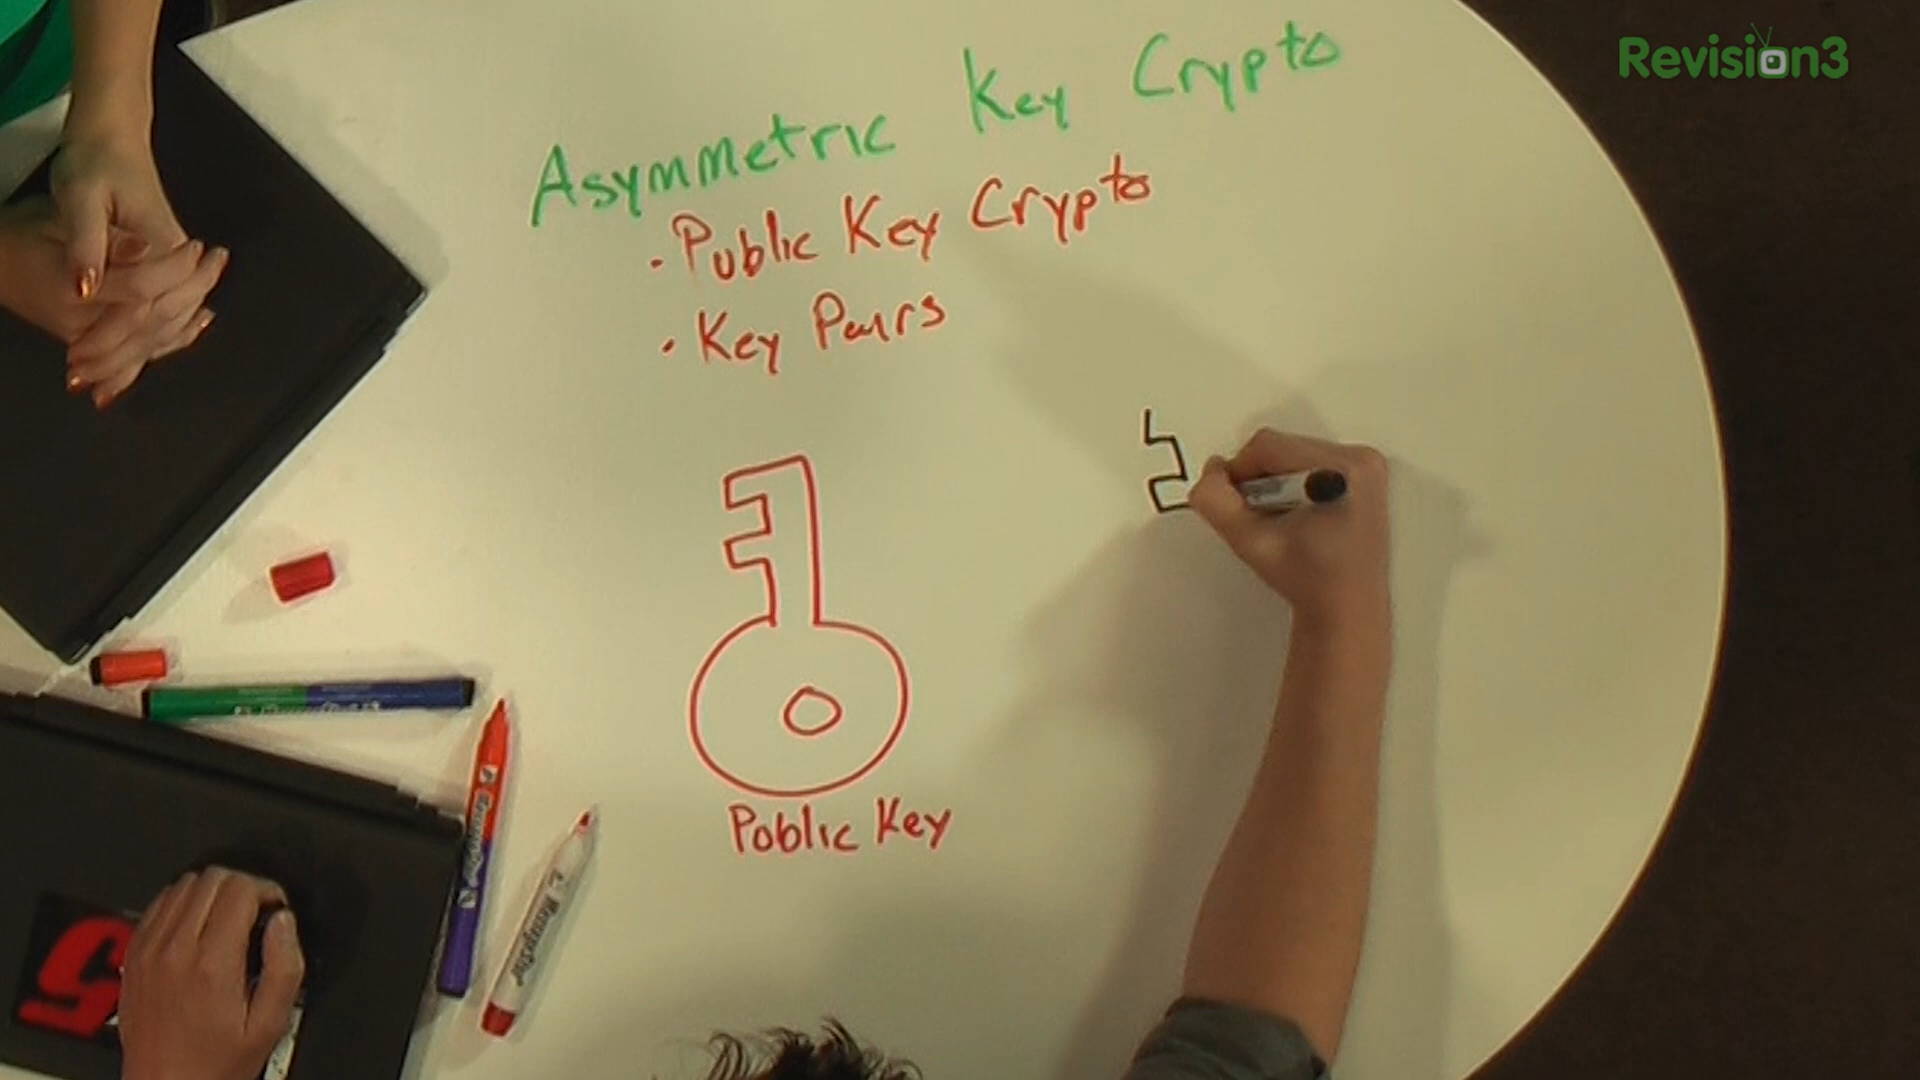 Revision3
Asymmetric Key Crypto
· Public Key Crypto
· Key Pairs
Public Key